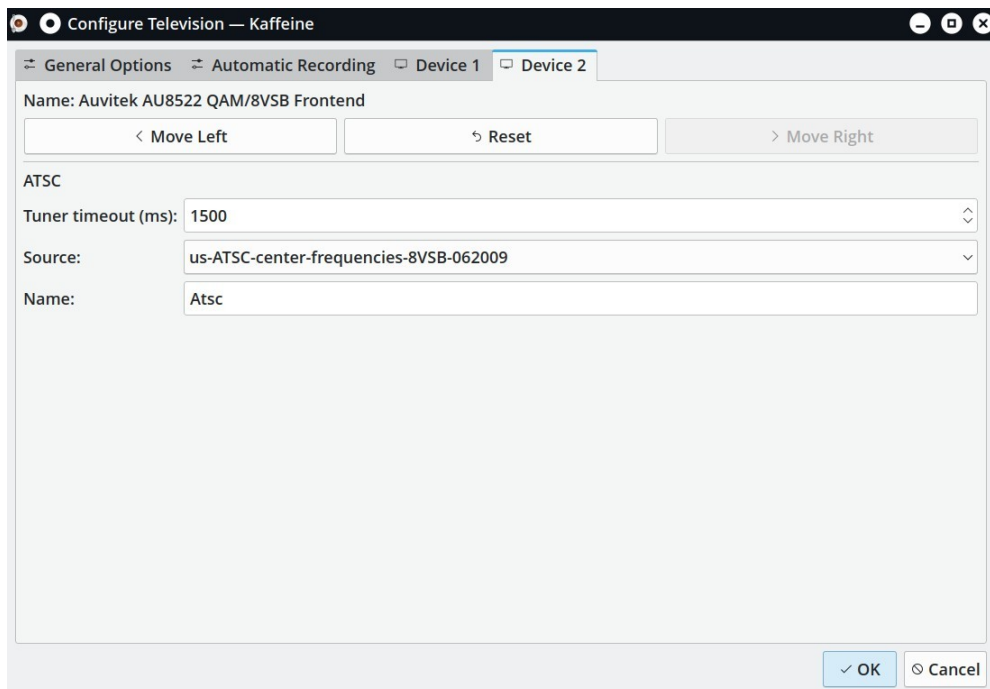 Configure Television — Kaffeine
General Options Automatic Recording Device 1 Device 2
Name: Auvitek AU8522 QAM/8VSB Frontend
< Move Left Reset > Move Right
ATSC
Tuner timeout (ms): 1500
Source: us-ATSC-center-frequencies-8VSB-062009
Name: Atsc
OK Cancel